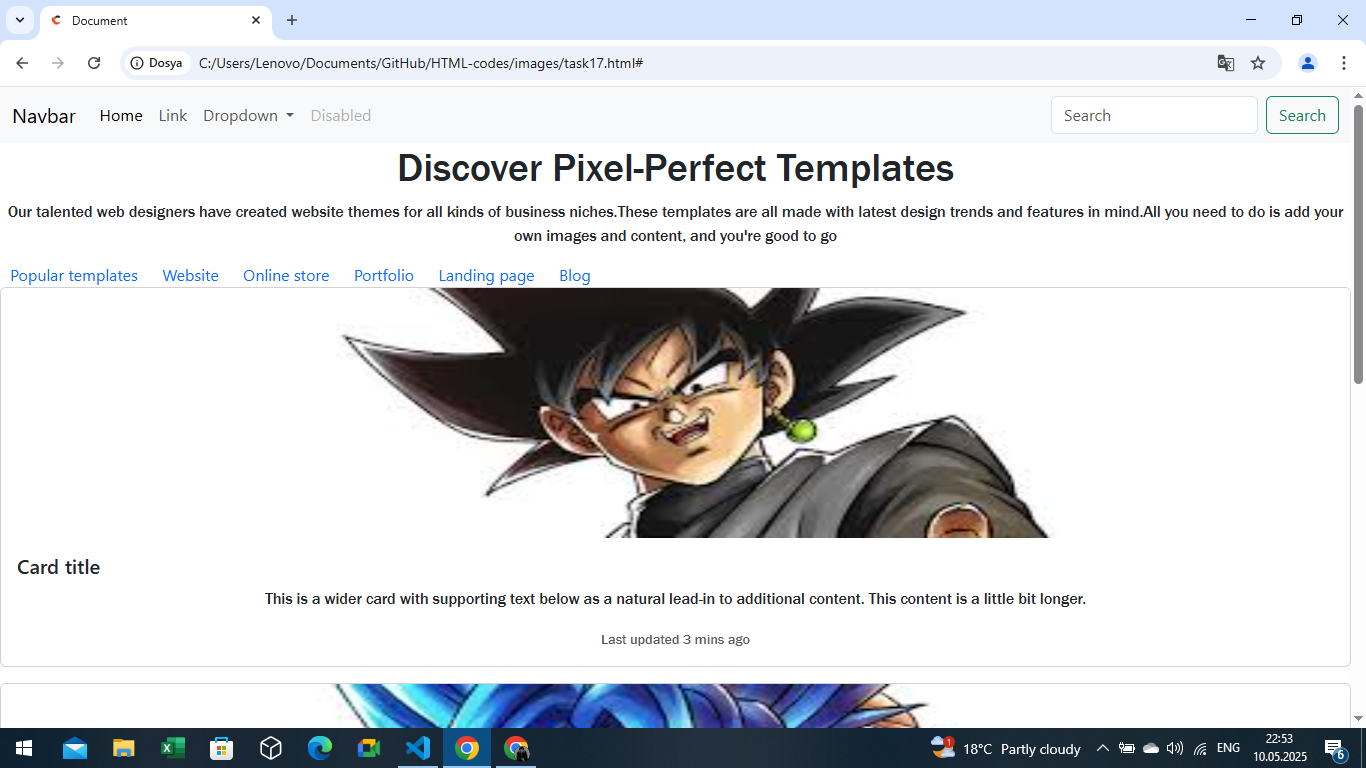 Document
Dosya
C:/Users/Lenovo/Documents/GitHub/HTML-codes/images/task17.html#
Navbar Home Link Dropdown Disabled Search Search
Discover Pixel-Perfect Templates
Our talented web designers have created website themes for all kinds of business niches.These templates are all made with latest design trends and features in mind.All you need to do is add your
own images and content, and you're good to go
Popular templates Website Online store Portfolio Landing page Blog
Card title
This is a wider card with supporting text below as a natural lead-in to additional content. This content is a little bit longer.
Last updated 3 mins ago
1 18°C Partly cloudy ENG 22:53
10.05.2025 6